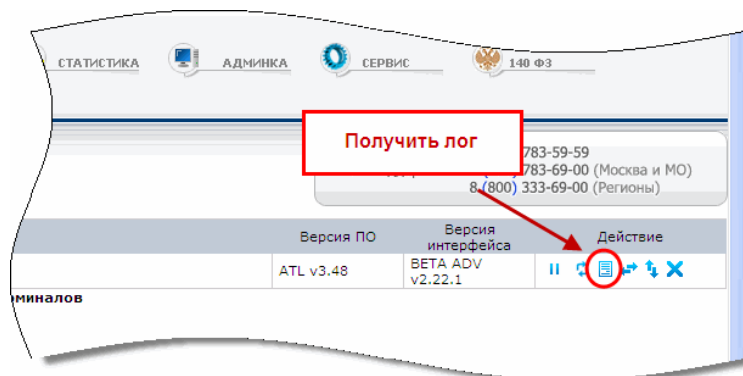 СТАТИСТИКА АДМИНКА СЕРВИС 140 ФЗ
Получить лог
783-59-59
783-69-00 (Москва и МО)
8 (800) 333-69-00 (Регионы)
Версия ПО Версия интерфейса Действие
ATL v3.48 BETA ADV
v2.22.1